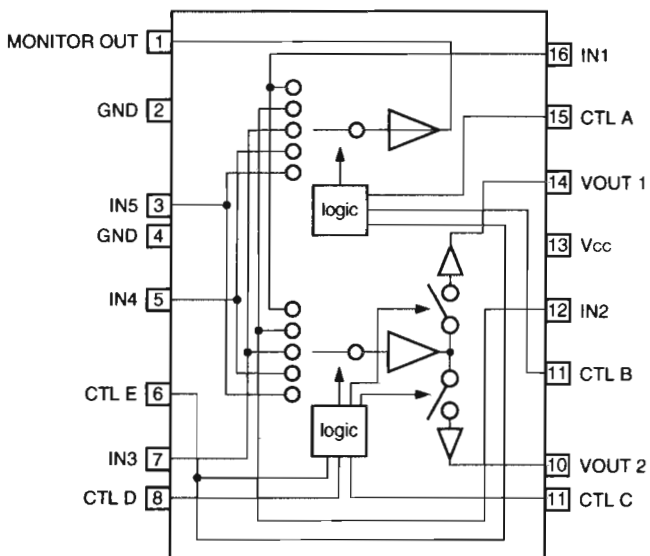 MONITOR OUT 1
GND 2
IN5 3
GND 4
IN4 5
CTL E 6
IN3 7
CTL D 8
logic
logic
16 IN1
15 CTL A
14 VOUT 1
13 Vcc
12 IN2
11 CTL B
10 VOUT 2
11 CTL C